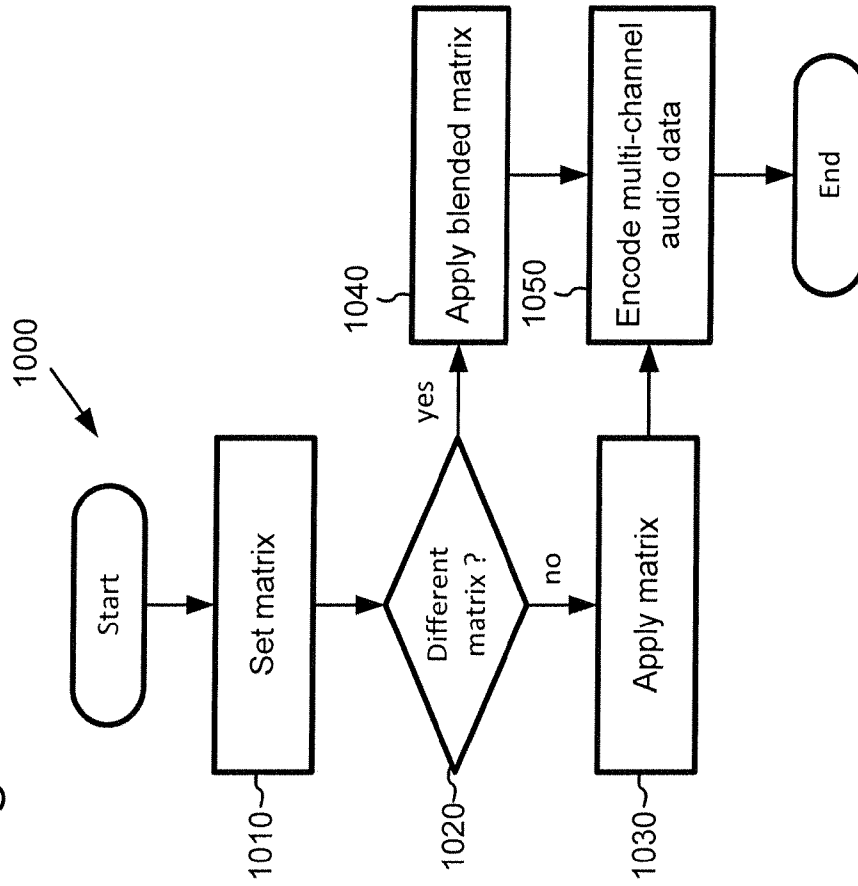 1000
Start
1010
Set matrix
1020
Different
matrix ?
yes
no
1030
Apply matrix
1040
Apply blended matrix
1050
Encode multi-channel
audio data
End